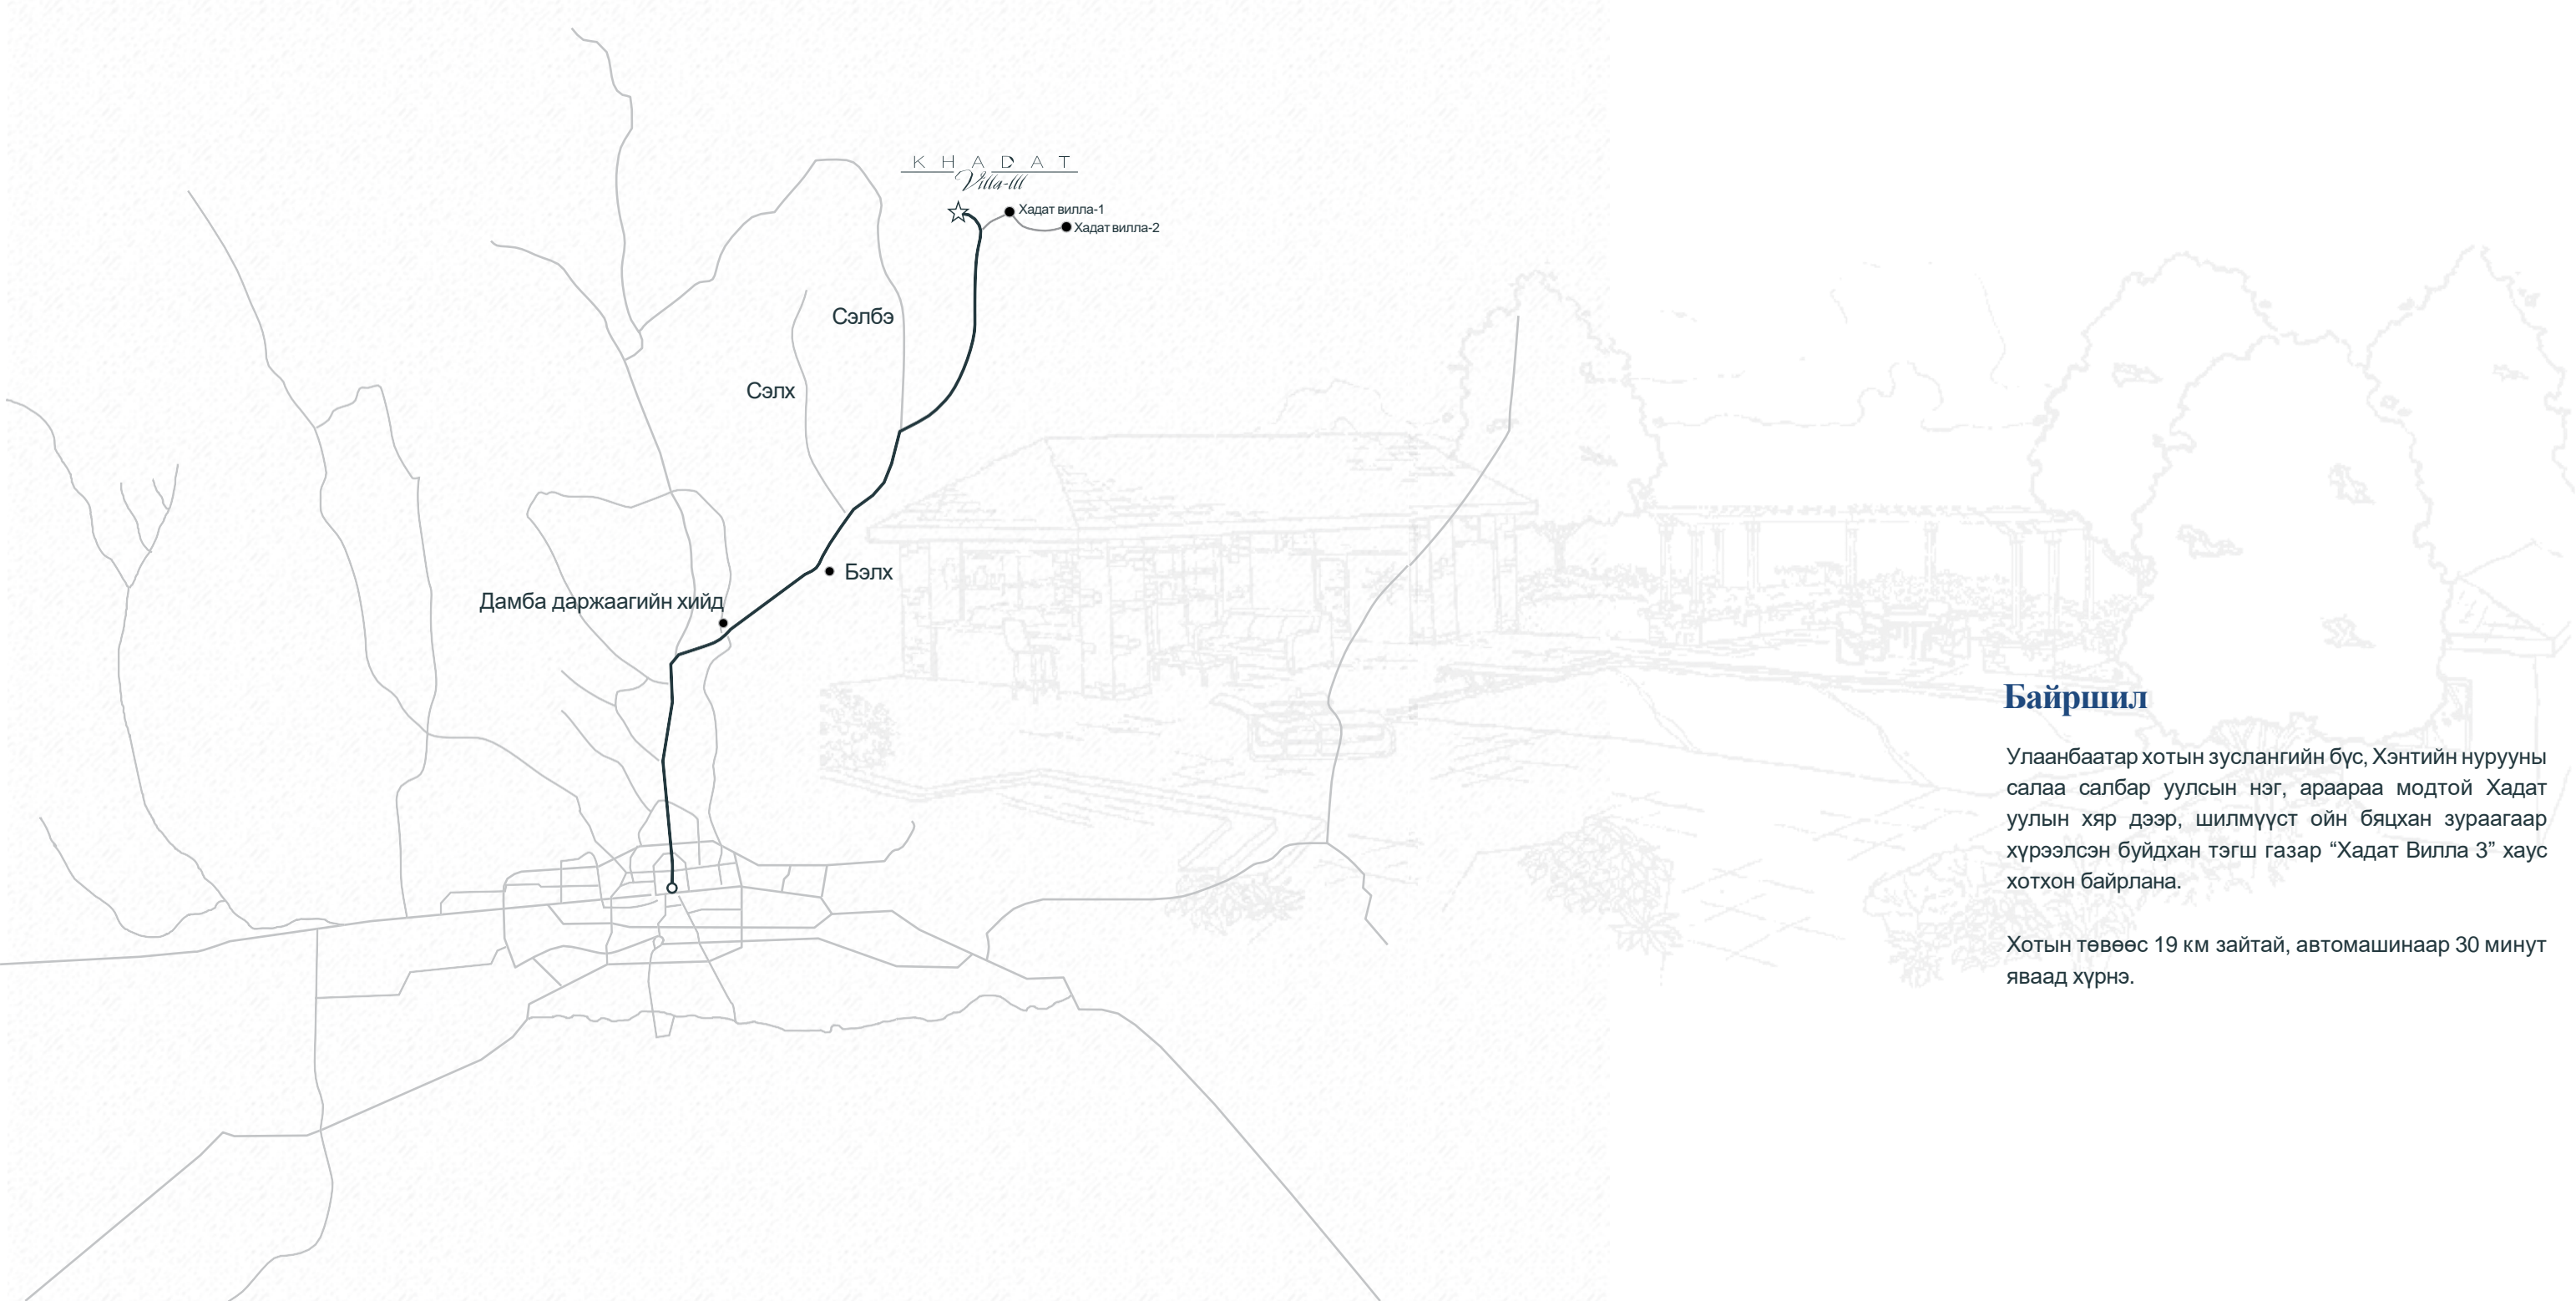 KHADAT
Villa-III
Хадат вилла-1
Хадат вилла-2
Сэлбэ
Сэлх
Бэлх
Дамба даржаагийн хийд
Байршил
Улаанбаатар хотын зуслангийн бүс, Хэнтийн нурууны
салаа салбар уулсын нэг, араараа модтой Хадат
уулын хяр дээр, шилмүүст ойн бяцхан зураагаар
хүрээлсэн буйдхан тэгш газар “Хадат Вилла 3” хаус
хотхон байрлана.
Хотын төвөөс 19 км зайтай, автомашинаар 30 минут
яваад хүрнэ.